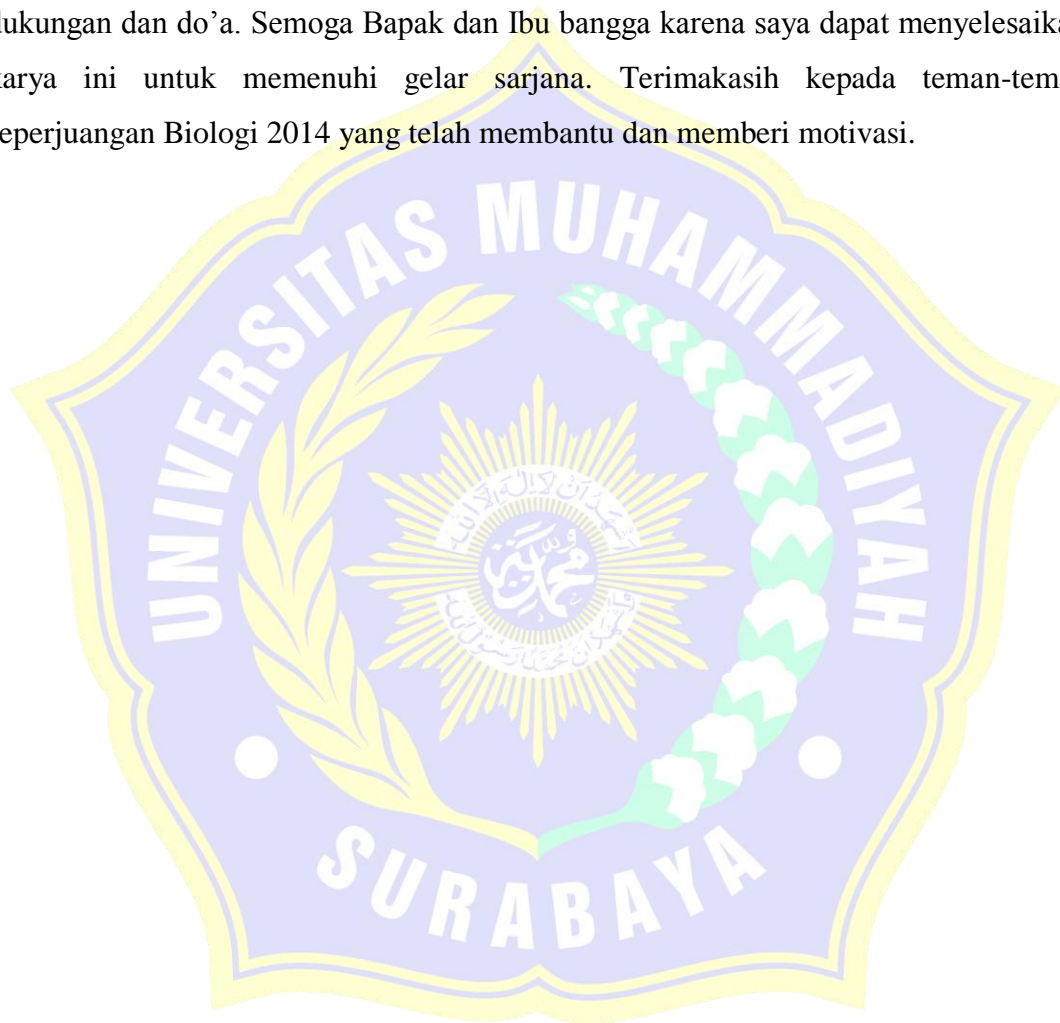 dukungan dan do’a. Semoga Bapak dan Ibu bangga karena saya dapat menyelesaika
karya ini untuk memenuhi gelar sarjana. Terimakasih kepada teman-tem
seperjuangan Biologi 2014 yang telah membantu dan memberi motivasi.
UNIVERSITAS MUHAMMADIYAH
محمدية
SURABAYA